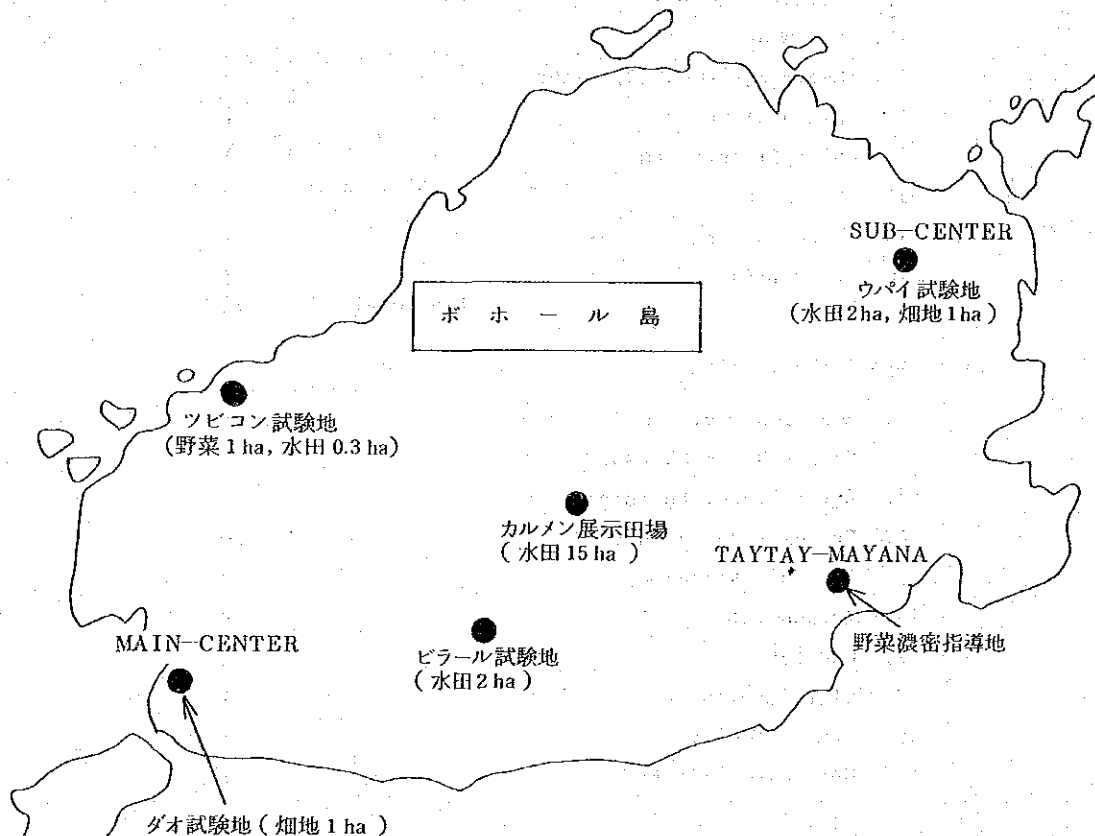 SUB-CENTER
ウバイ試験地
(水田2ha, 畑地1ha)
ボホール島
ツビコン試験地
(野菜1ha, 水田0.3ha)
カルメン展示田場
(水田15ha)
TAYTAY-MAYANA
野菜濃密指導地
MAIN-CENTER
ビラール試験地
(水田2ha)
ダオ試験地(畑地1ha)